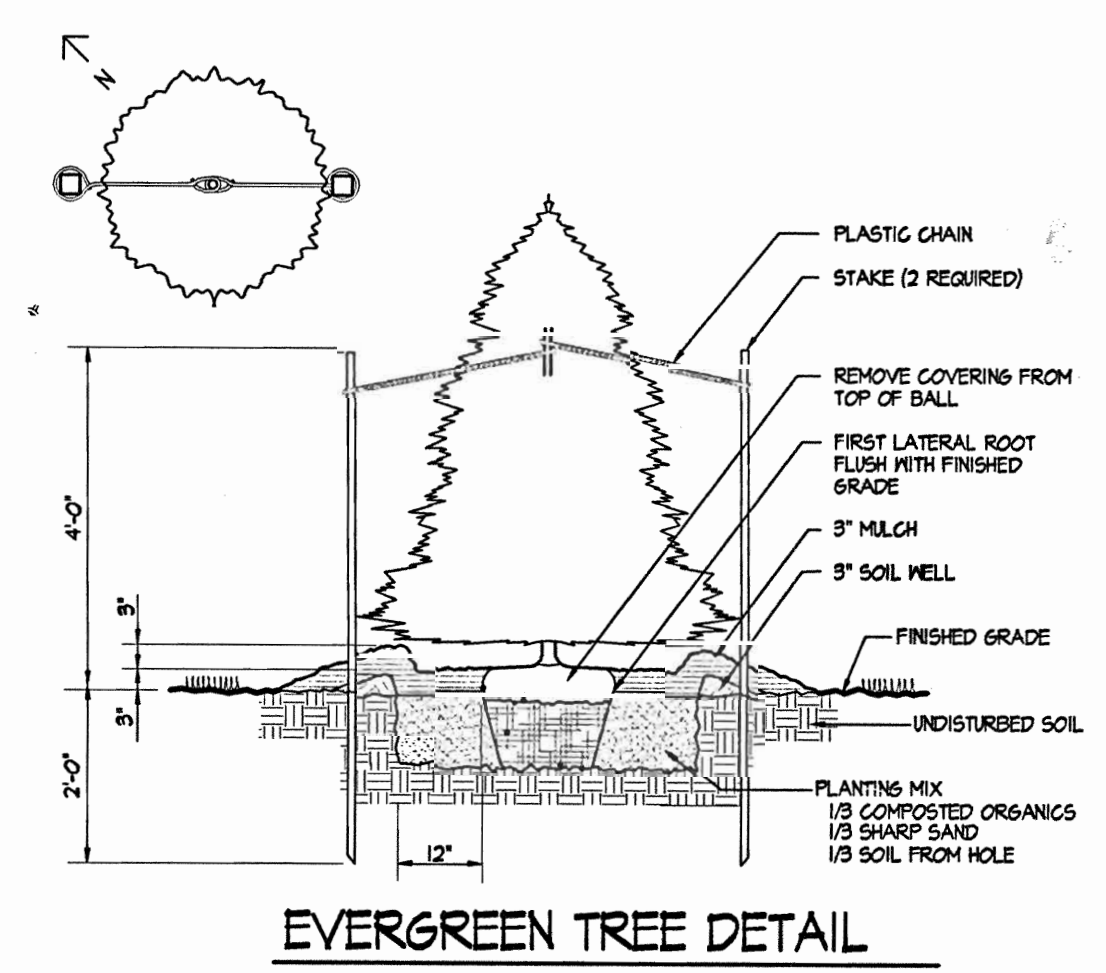 N
PLASTIC CHAIN
STAKE (2 REQUIRED)
REMOVE COVERING FROM
TOP OF BALL
FIRST LATERAL ROOT
FLUSH WITH FINISHED
GRADE
3" MULCH
3" SOIL WELL
FINISHED GRADE
UNDISTURBED SOIL
PLANTING MIX
1/3 COMPOSTED ORGANICS
1/3 SHARP SAND
1/3 SOIL FROM HOLE
4'-0"
3"
3"
2'-0"
12"
EVERGREEN TREE DETAIL